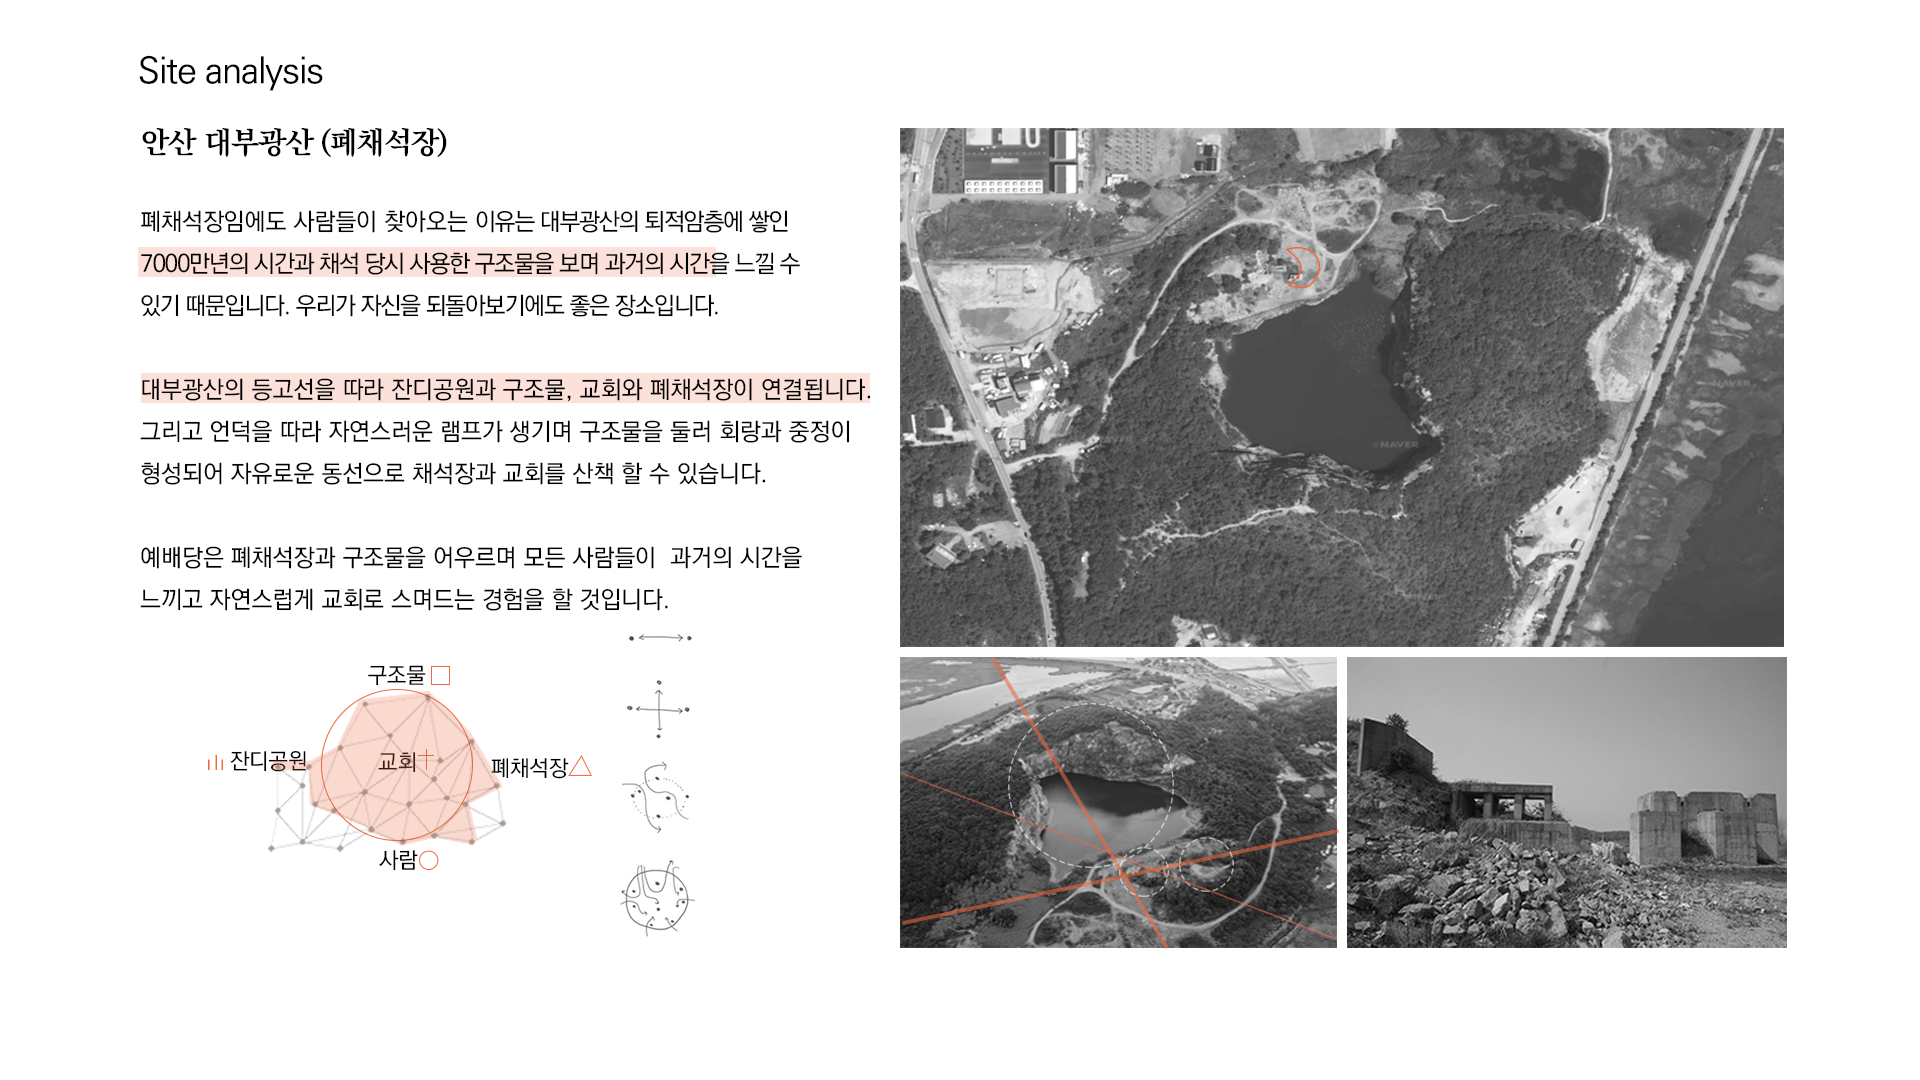 Site analysis
안산 대부광산 (폐채석장)
폐채석장임에도 사람들이 찾아오는 이유는 대부광산의 퇴적암층에 쌓인
7000만년의 시간과 채석 당시 사용한 구조물을 보며 과거의 시간을 느낄 수
있기 때문입니다. 우리가 자신을 되돌아보기에도 좋은 장소입니다.
대부광산의 등고선을 따라 잔디공원과 구조물, 교회와 폐채석장이 연결됩니다.
그리고 언덕을 따라 자연스러운 램프가 생기며 구조물을 둘러 회랑과 중정이
형성되어 자유로운 동선으로 채석장과 교회를 산책 할 수 있습니다.
예배당은 폐채석장과 구조물을 어우르며 모든 사람들이 과거의 시간을
느끼고 자연스럽게 교회로 스며드는 경험을 할 것입니다.
구조물
잔디공원
교회
폐채석장
사람
NAVER
©NAVER